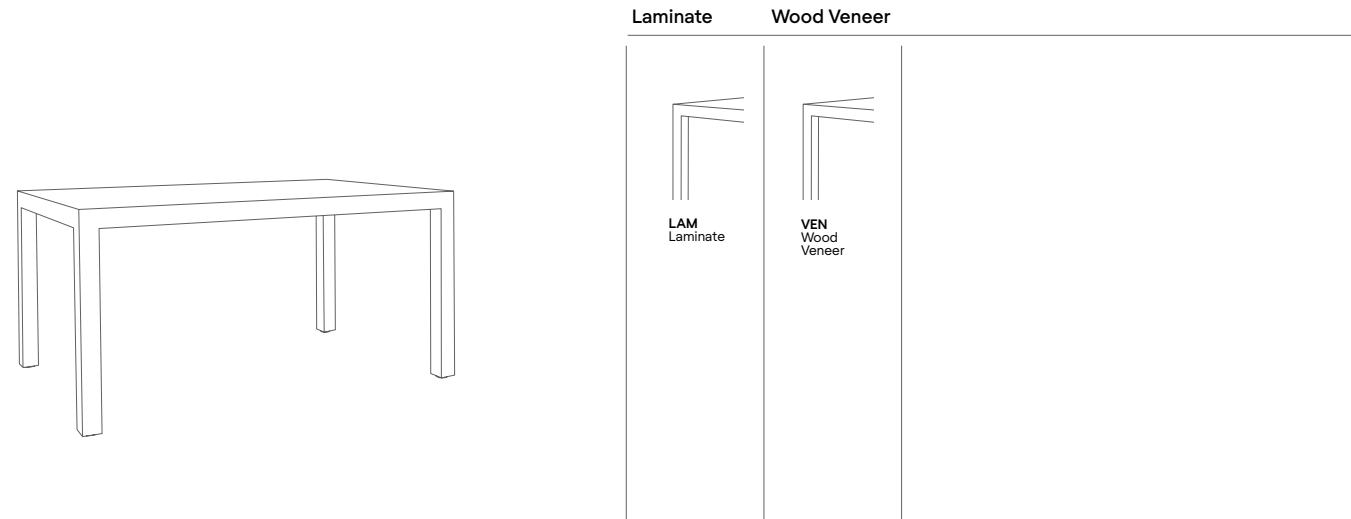 Laminate
Wood Veneer
LAM
Laminate
VEN
Wood
Veneer